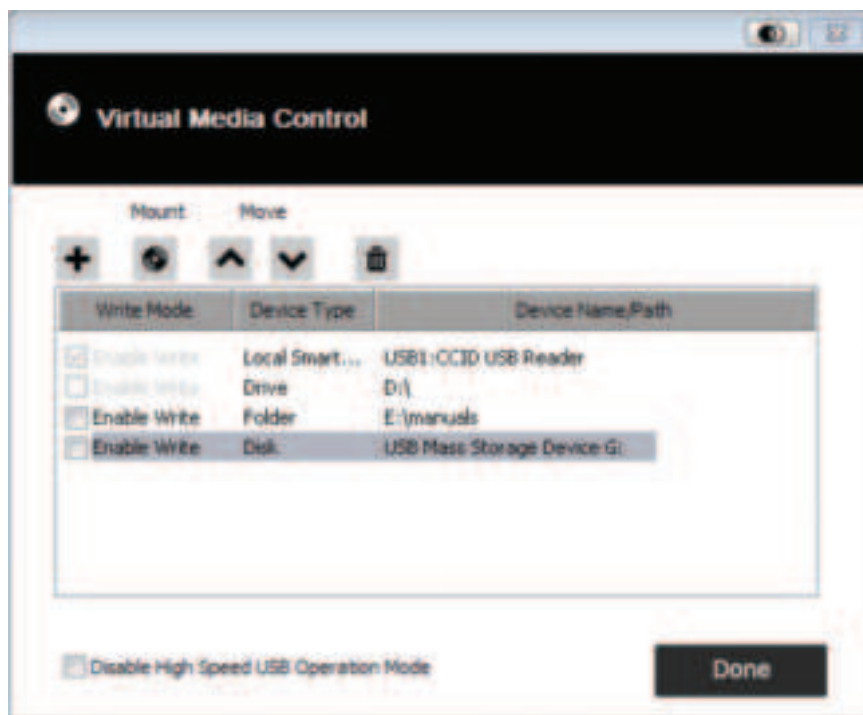 Virtual Media Control
Mount Move
Write Mode Device Type Device Name/Path
Enable Write Local Smart... USB1:CCID USB Reader
Enable Write Drive D:\
Enable Write Folder E:\manuals
Enable Write Disk USB Mass Storage Device G:
Disable High Speed USB Operation Mode
Done